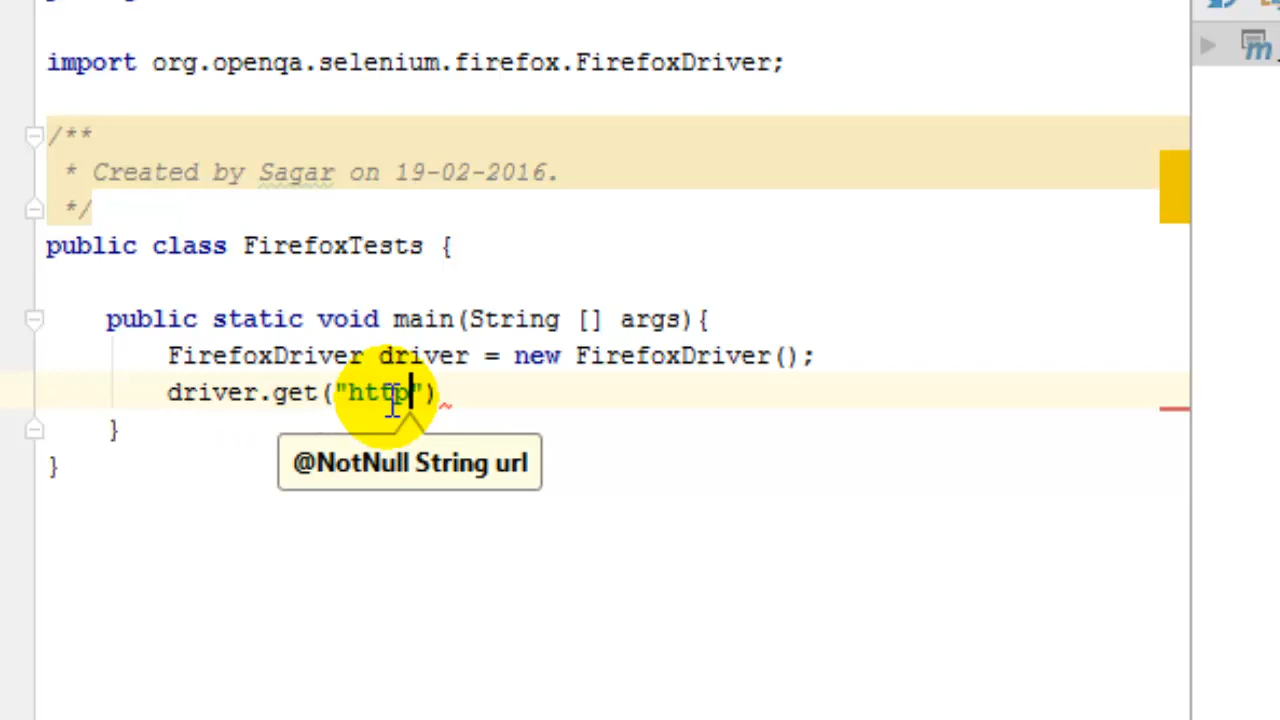 import org.openqa.selenium.firefox.FirefoxDriver;
/**
* Created by Sagar on 19-02-2016.
*/
public class FirefoxTests {
public static void main(String [] args){
FirefoxDriver driver = new FirefoxDriver();
driver.get("http")
}
@NotNull String url
}
m